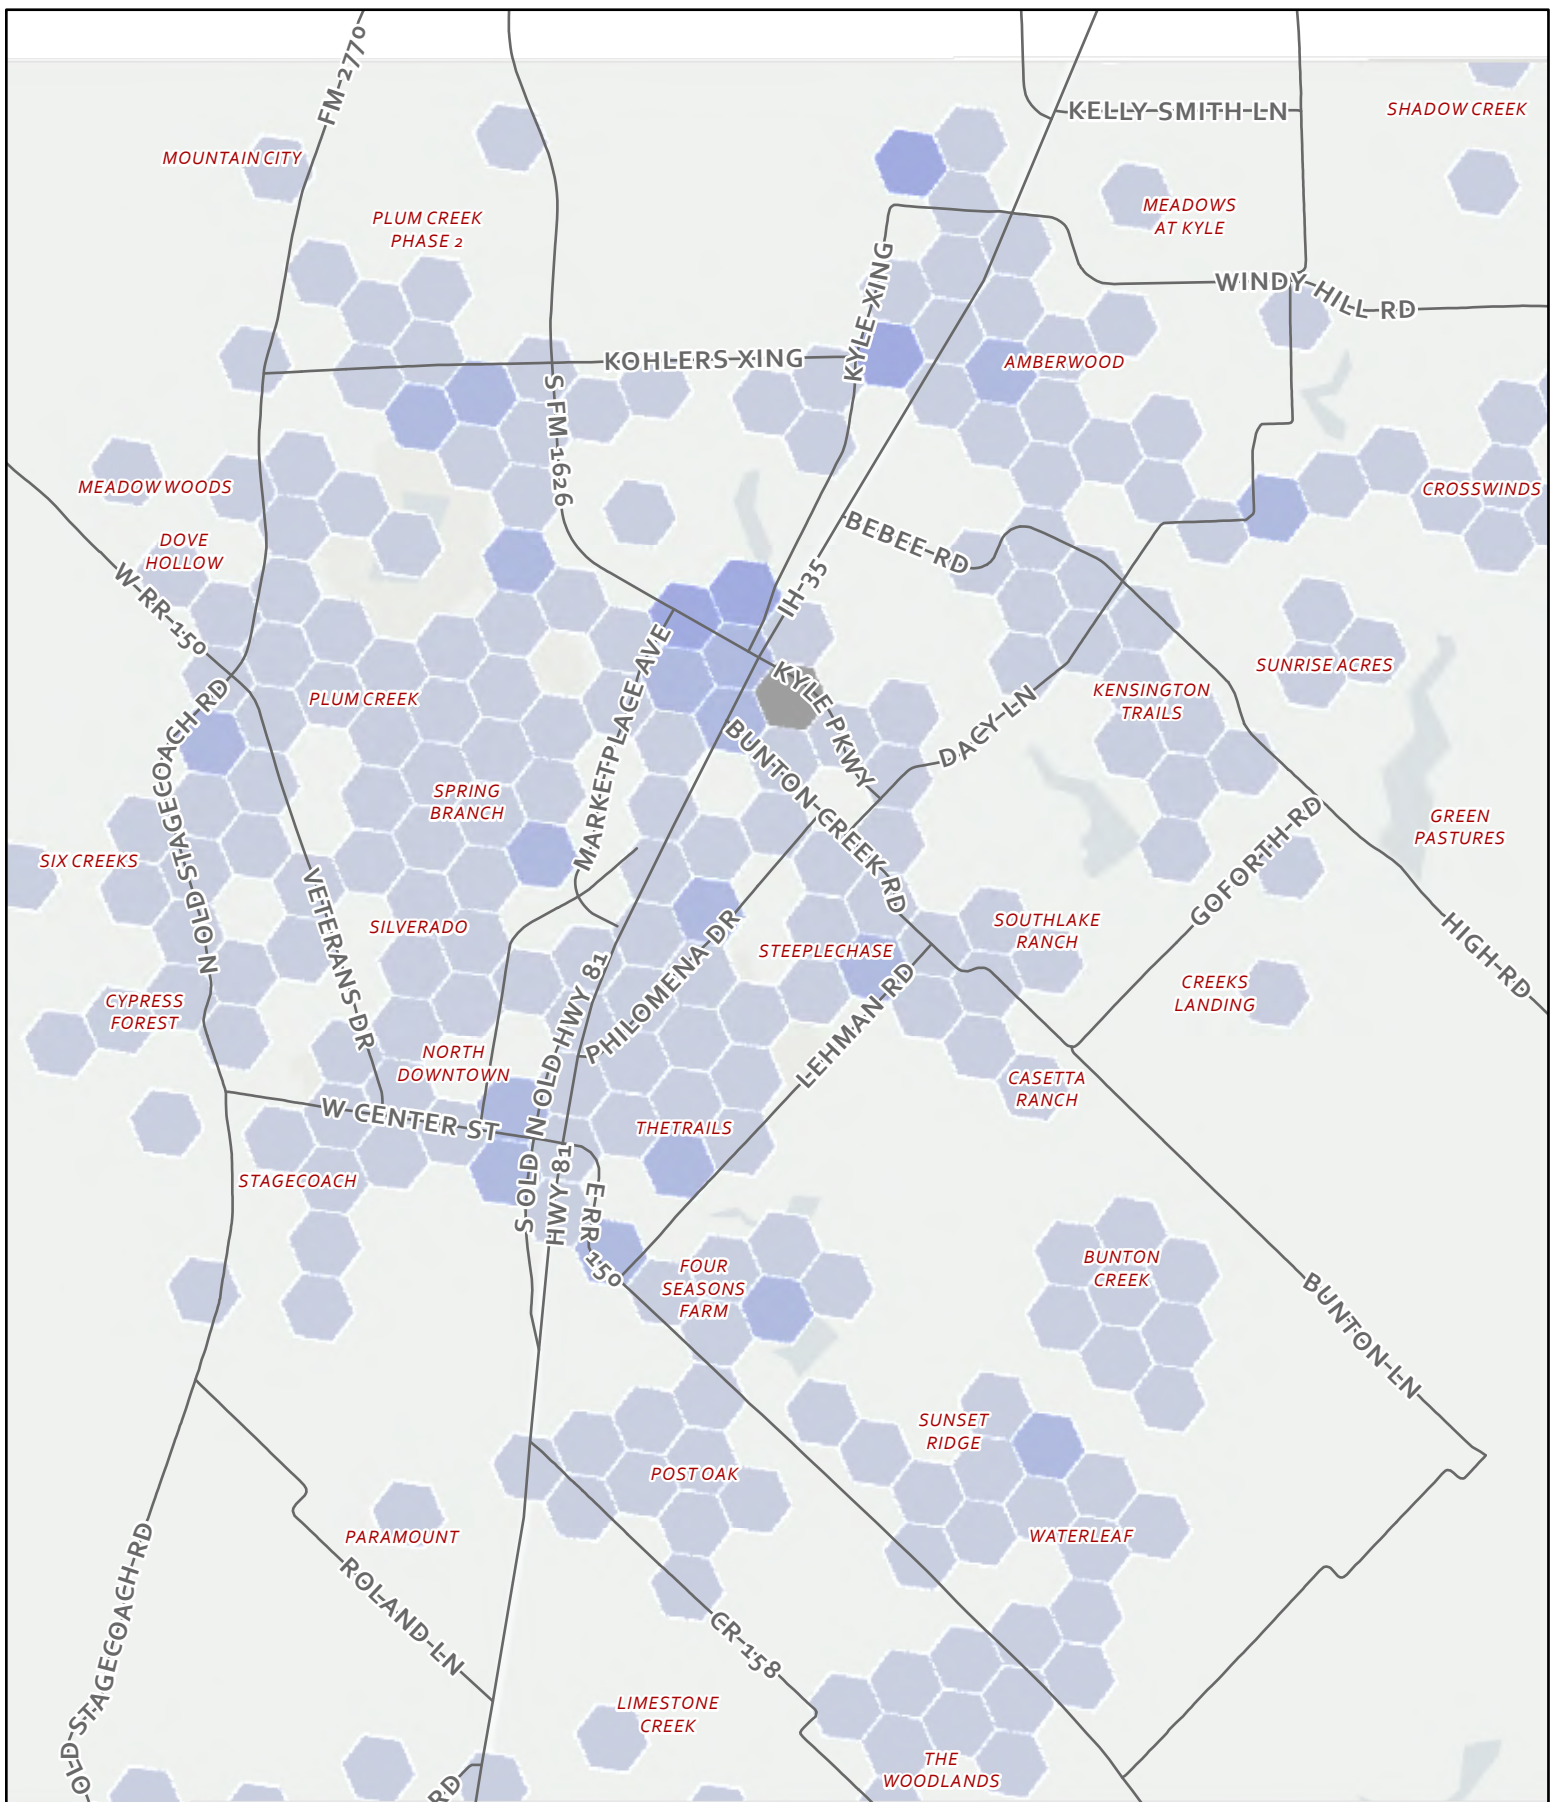 FM-2770
KELLY SMITH LN
SHADOW CREEK
MOUNTAIN CITY
MEADOWS
AT KYLE
PLUM CREEK
PHASE 2
KYLE XING
WINDY HILL RD
KOHLERS XING
AMBERWOOD
S FM 1626
MEADOW WOODS
CROSSWINDS
BEBEE RD
DOVE
HOLLOW
IH-35
W RR 150
SUNRISE ACRES
KYLE PKWY
KENSINGTON
TRAILS
PLUM CREEK
MARKETPLACE AVE
DACY LN
OLD STAGECOACH RD
BUNTON CREEK RD
SPRING
BRANCH
GREEN
PASTURES
GOFORTH RD
SIX CREEKS
VETERANS DR
SILVERADO
SOUTHLAKE
RANCH
HIGH RD
N OLD STAGECOACH RD
STEEPLECHASE
PHILOMENA DR
CREEKS
LANDING
CYPRESS
FOREST
LEHMAN RD
N OLD HWY 81
NORTH
DOWNTOWN
CASETTA
RANCH
W CENTER ST
THETRAILS
STAGECOACH
S OLD
HWY 81
E RR 150
BUNTON
CREEK
FOUR
SEASONS
FARM
BUNTON LN
SUNSET
RIDGE
POST OAK
PARAMOUNT
WATERLEAF
ROLAND LN
OLD STAGECOACH RD
CR 158
LIMESTONE
CREEK
THE
WOODLANDS
OLD
RD